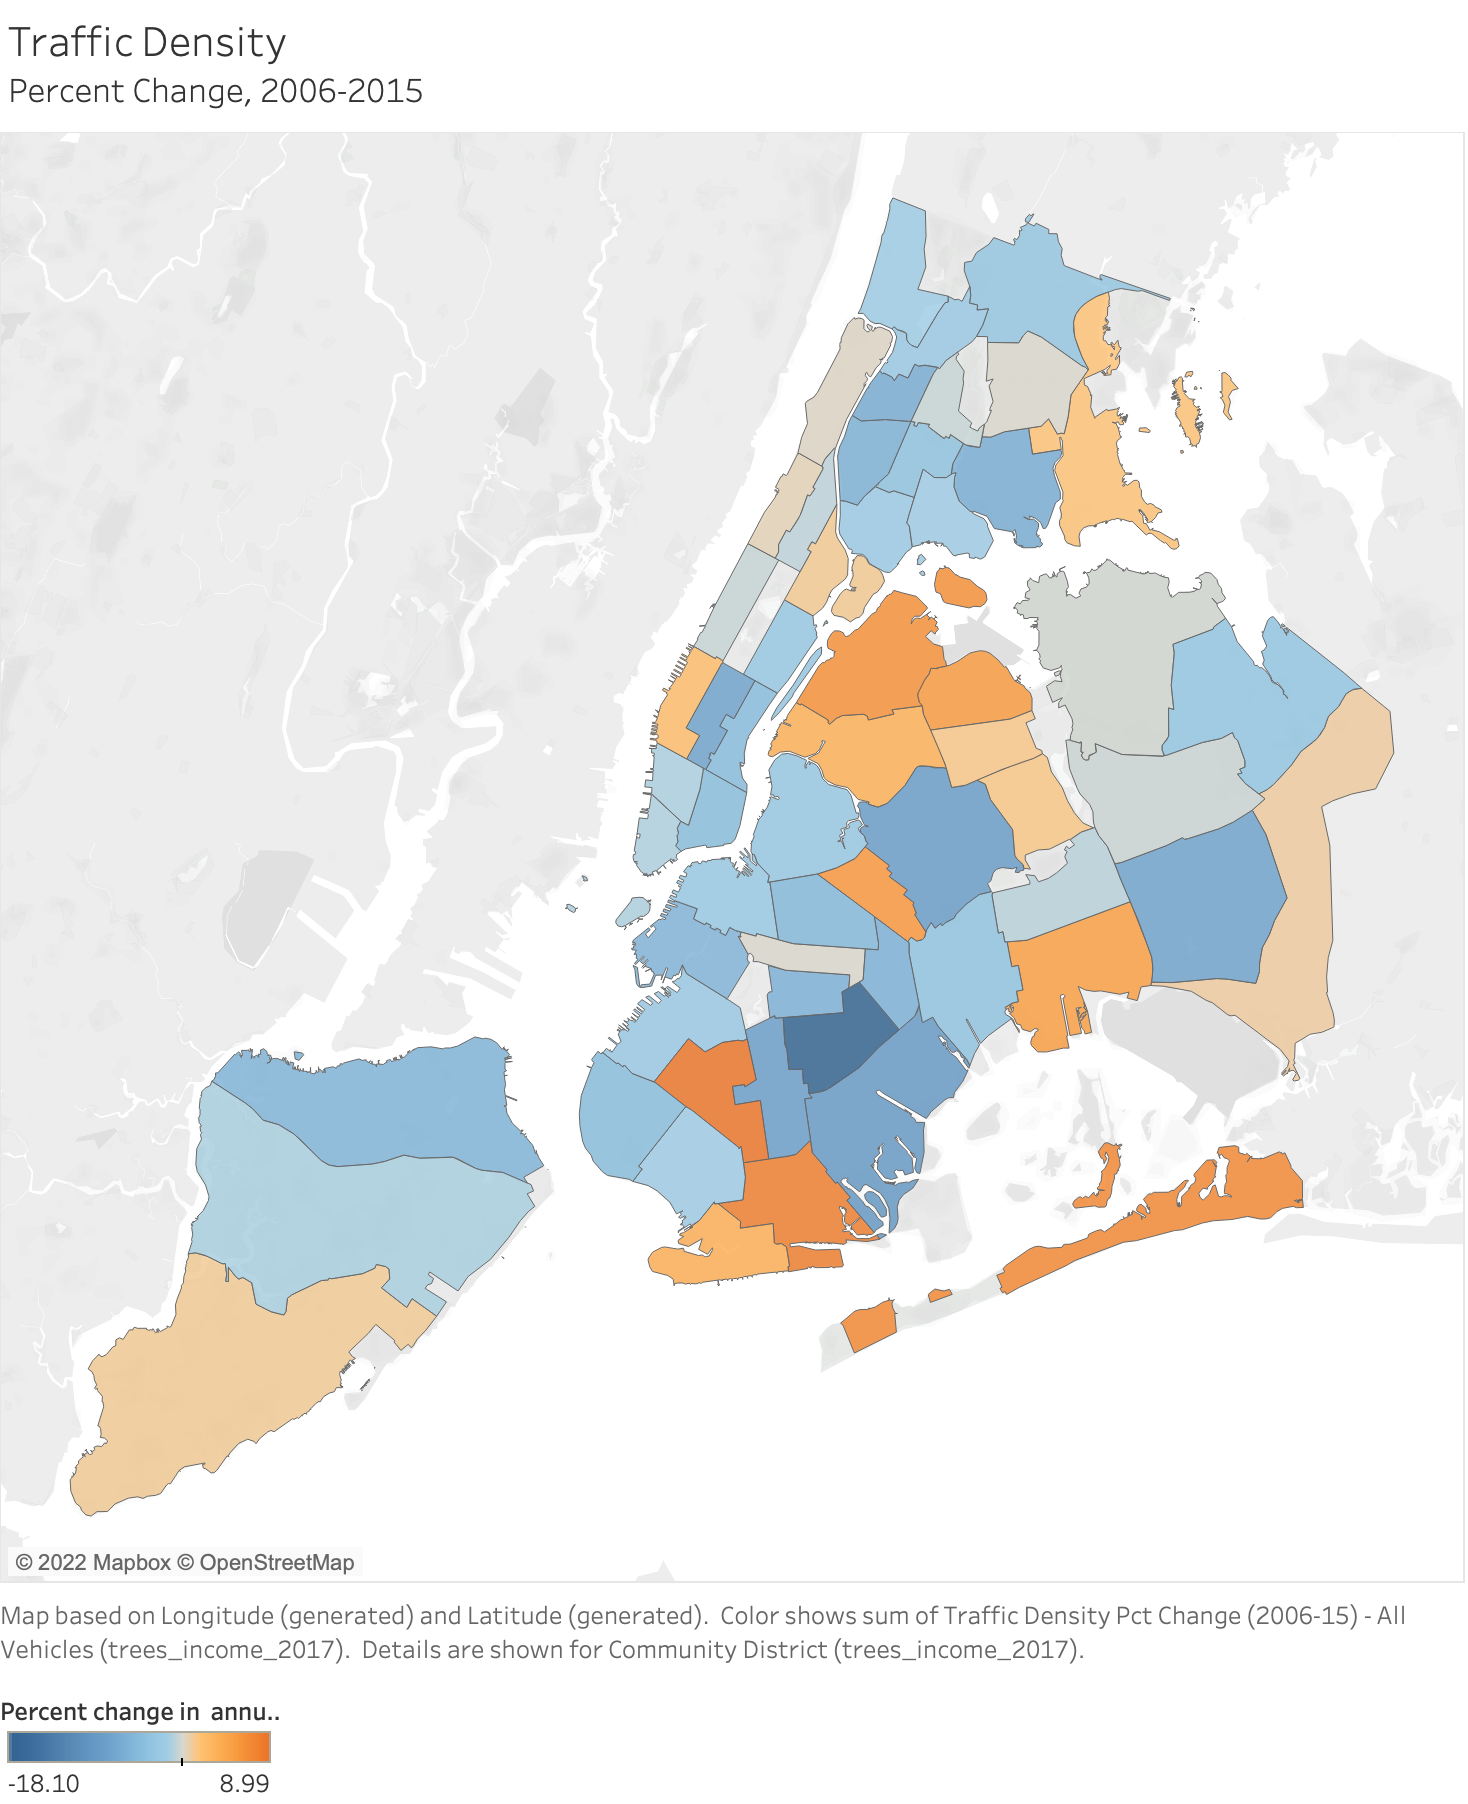 Traffic Density
Percent Change, 2006-2015
© 2022 Mapbox © OpenStreetMap
Map based on Longitude (generated) and Latitude (generated).  Color shows sum of Traffic Density Pct Change (2006-15) - All
Vehicles (trees_income_2017).  Details are shown for Community District (trees_income_2017).
Percent change in  annu..
-18.10 8.99